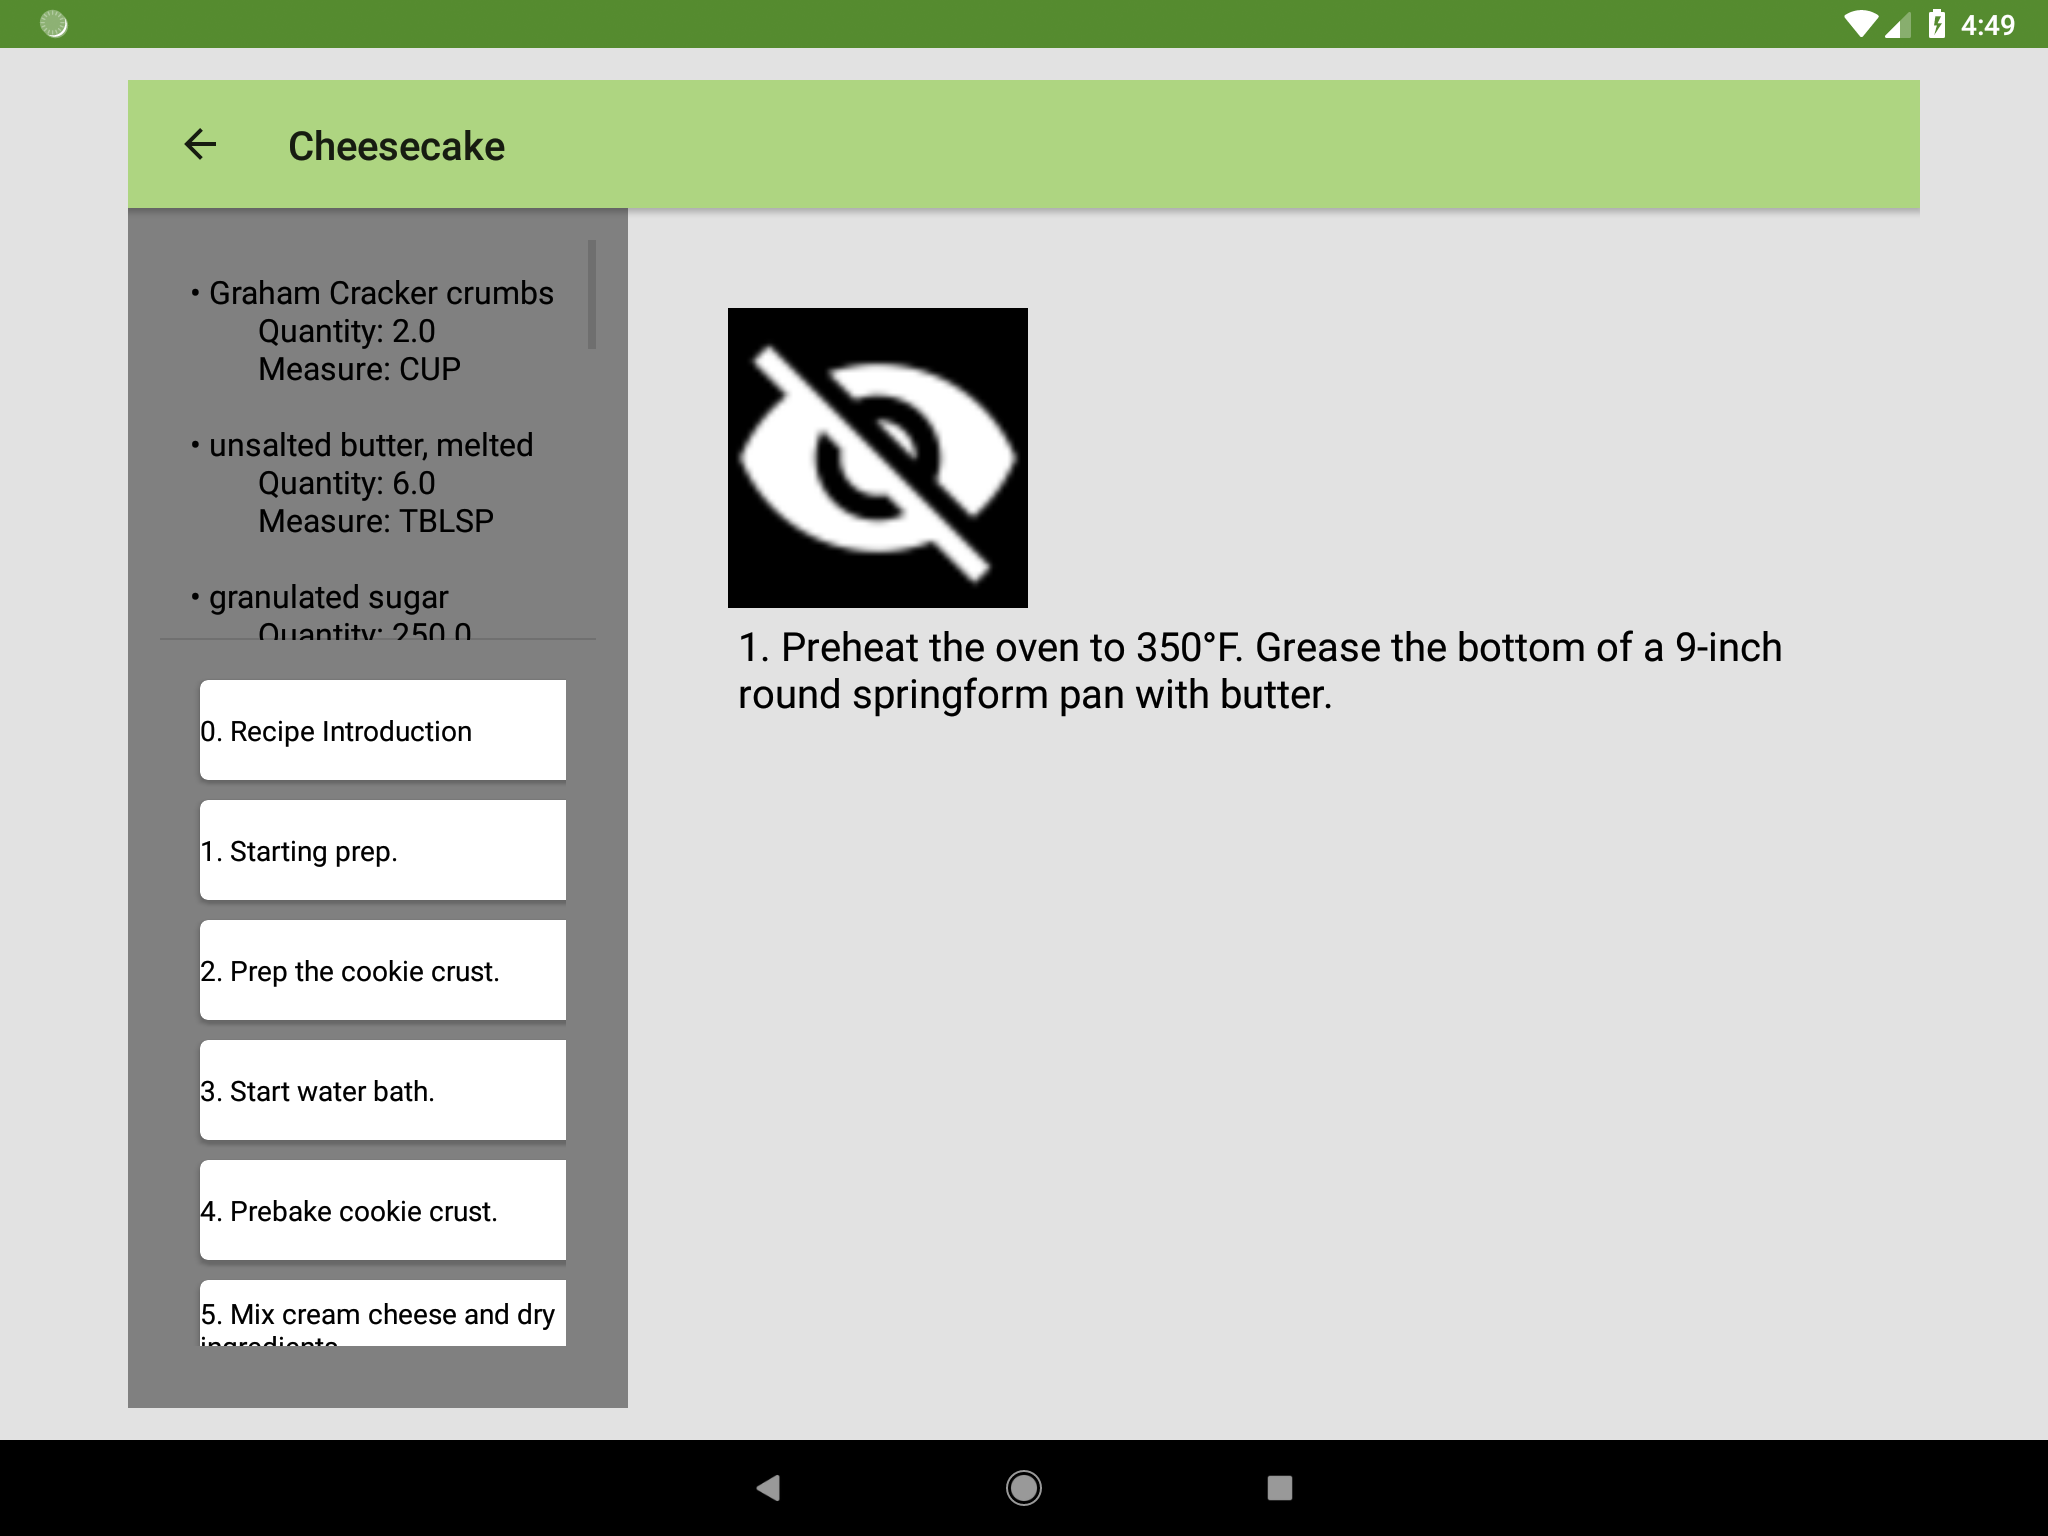 4:49
Cheesecake
• Graham Cracker crumbs
Quantity: 2.0
Measure: CUP
• unsalted butter, melted
Quantity: 6.0
Measure: TBLSP
• granulated sugar
Quantity: 250.0
0. Recipe Introduction
1. Starting prep.
2. Prep the cookie crust.
3. Start water bath.
4. Prebake cookie crust.
5. Mix cream cheese and dry
ingredients.
1. Preheat the oven to 350°F. Grease the bottom of a 9-inch
round springform pan with butter.